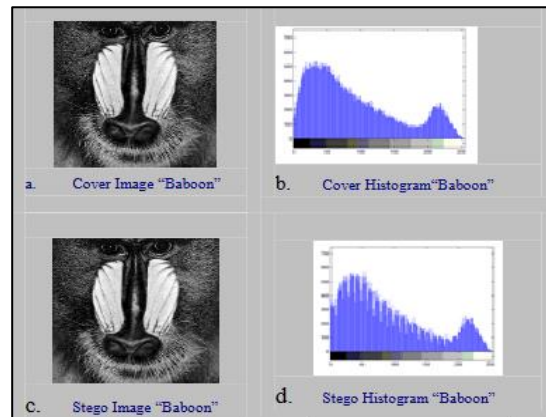 a. Cover Image “Baboon”
b. Cover Histogram“Baboon”
c. Stego Image “Baboon”
d. Stego Histogram “Baboon”